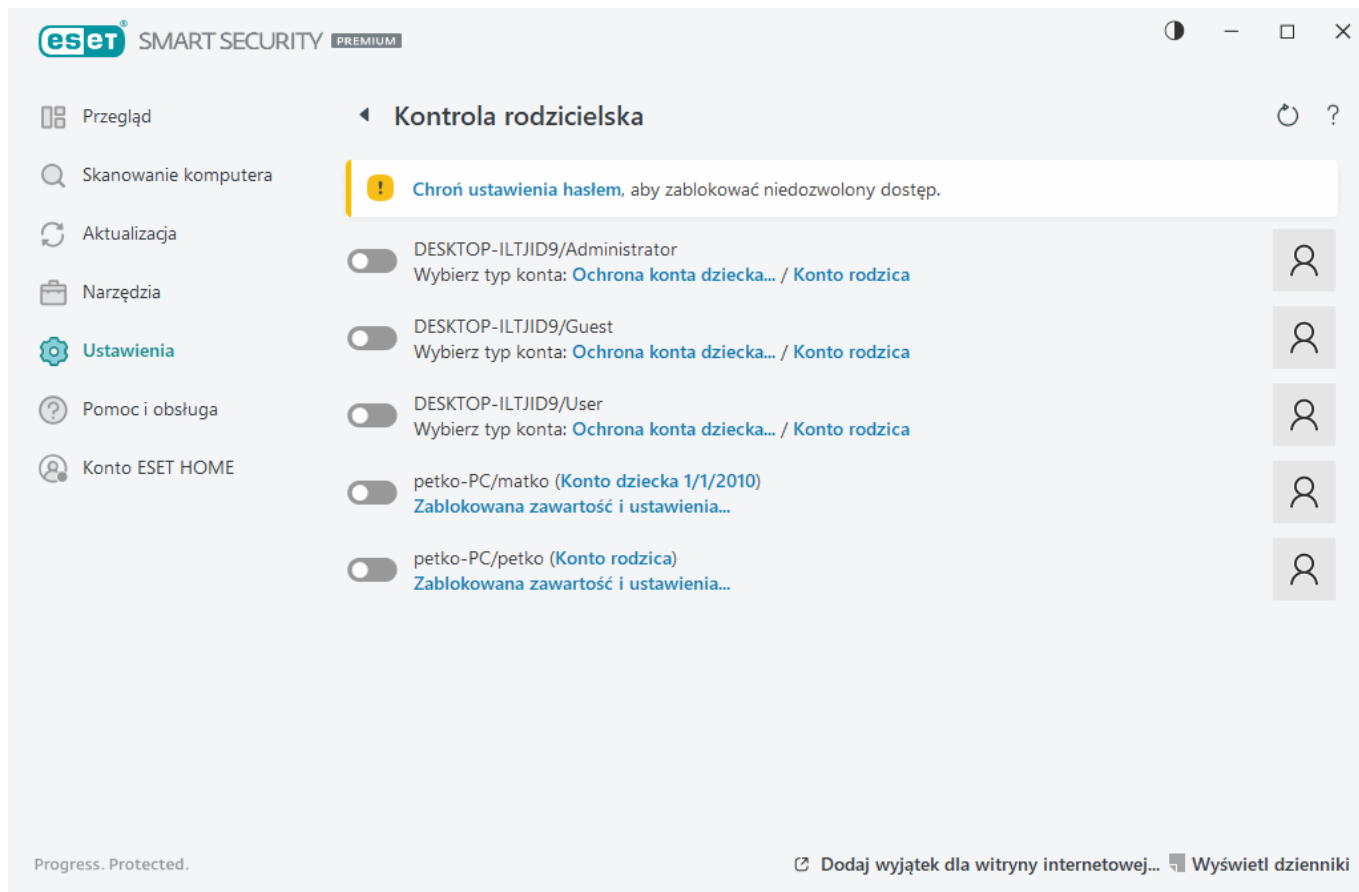 eset® SMART SECURITY PREMIUM
Przegląd
Skanowanie komputera
Aktualizacja
Narzędzia
Ustawienia
Pomoc i obsługa
Konto ESET HOME
Kontrola rodzicielska
?
! Chroń ustawienia hasłem, aby zablokować niedozwolony dostęp.
DESKTOP-ILTJID9/Administrator
Wybierz typ konta: Ochrona konta dziecka... / Konto rodzica
DESKTOP-ILTJID9/Guest
Wybierz typ konta: Ochrona konta dziecka... / Konto rodzica
DESKTOP-ILTJID9/User
Wybierz typ konta: Ochrona konta dziecka... / Konto rodzica
petko-PC/matko (Konto dziecka 1/1/2010)
Zablokowana zawartość i ustawienia...
petko-PC/petko (Konto rodzica)
Zablokowana zawartość i ustawienia...
Progress. Protected.
Dodaj wyjątek dla witryny internetowej... Wyświetl dzienniki